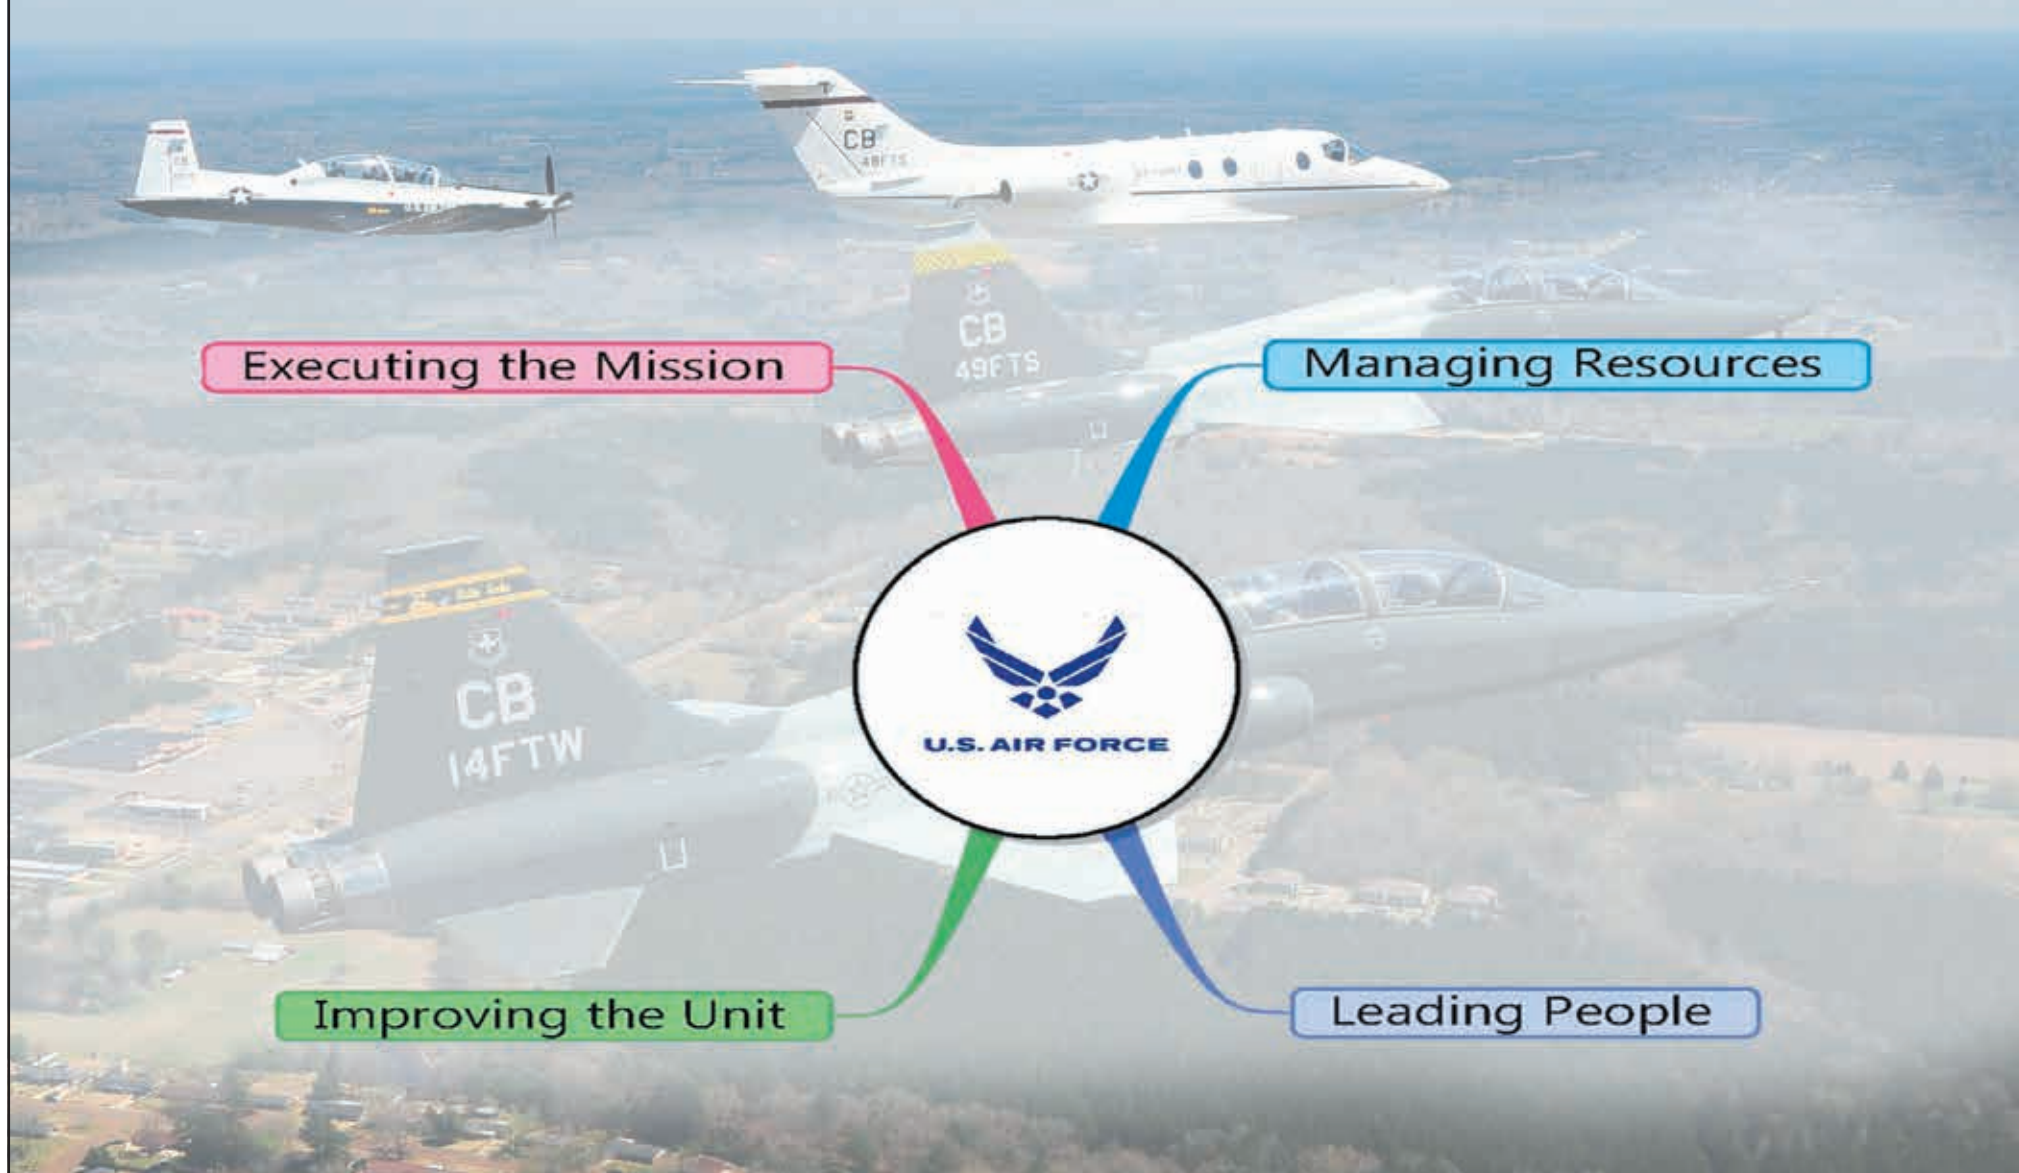 CB
49FTS
CB
49FTS
Executing the Mission
Managing Resources
CB
14FTW
U.S. AIR FORCE
Improving the Unit
Leading People